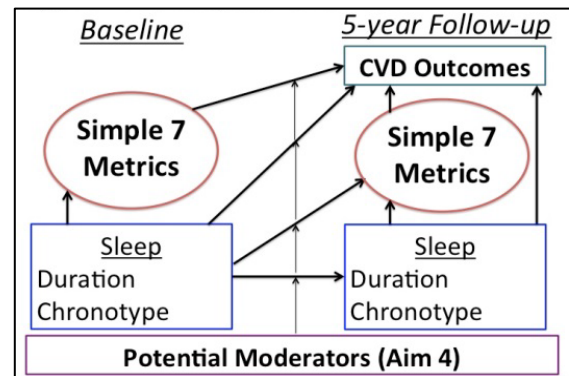 Baseline
5-year Follow-up
CVD Outcomes
Simple 7
Metrics
Simple 7
Metrics
Sleep
Duration
Chronotype
Sleep
Duration
Chronotype
Potential Moderators (Aim 4)